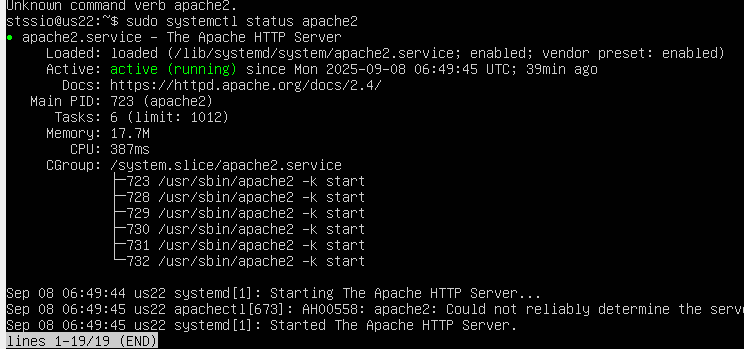 Unknown command verb apache2.
stssio@us22:~$ sudo systemctl status apache2
● apache2.service – The Apache HTTP Server
     Loaded: loaded (/lib/systemd/system/apache2.service; enabled; vendor preset: enabled)
     Active: active (running) since Mon 2025-09-08 06:49:45 UTC; 39min ago
       Docs: https://httpd.apache.org/docs/2.4/
   Main PID: 723 (apache2)
      Tasks: 6 (limit: 1012)
     Memory: 17.7M
        CPU: 387ms
     CGroup: /system.slice/apache2.service
             ├─723 /usr/sbin/apache2 -k start
             ├─728 /usr/sbin/apache2 -k start
             ├─729 /usr/sbin/apache2 -k start
             ├─730 /usr/sbin/apache2 -k start
             ├─731 /usr/sbin/apache2 -k start
             └─732 /usr/sbin/apache2 -k start
Sep 08 06:49:44 us22 systemd[1]: Starting The Apache HTTP Server...
Sep 08 06:49:45 us22 apachectl[673]: AH00558: apache2: Could not reliably determine the serve
Sep 08 06:49:45 us22 systemd[1]: Started The Apache HTTP Server.
lines 1-19/19 (END)